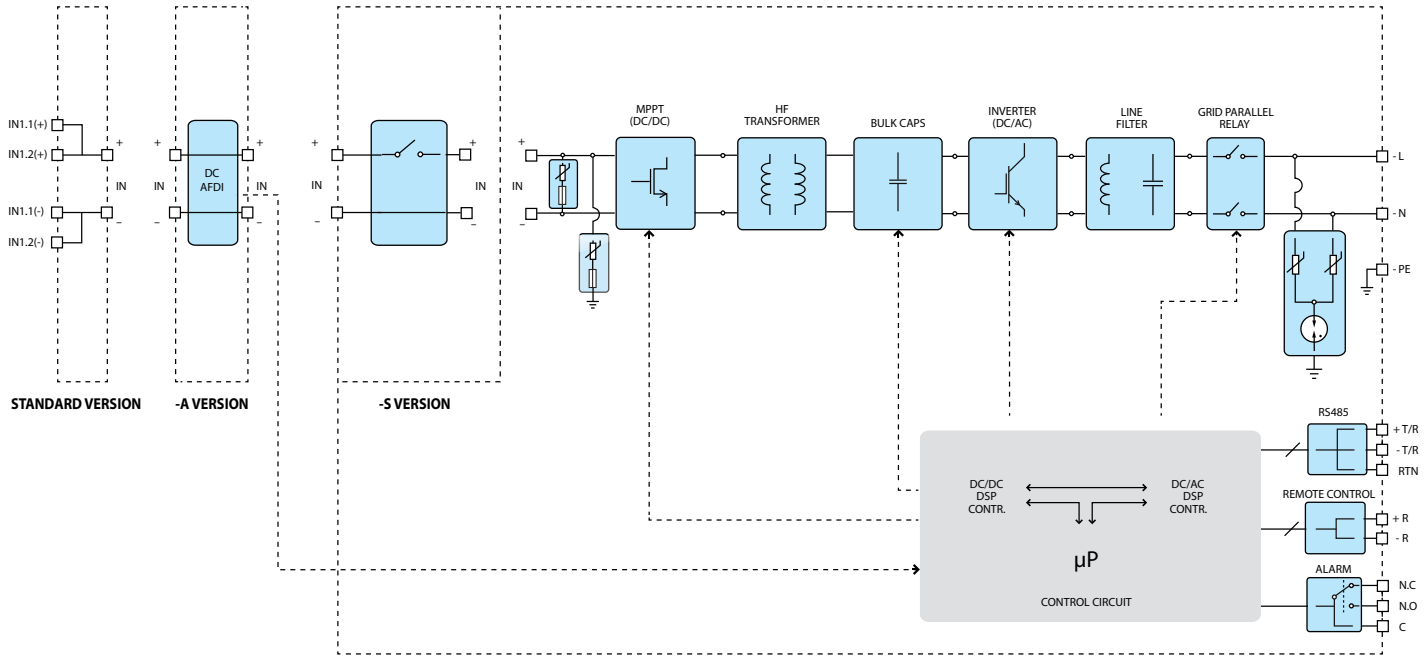 MPPT
(DC/DC)
HF
TRANSFORMER
BULK CAPS
INVERTER
(DC/AC)
LINE
FILTER
GRID PARALLEL
RELAY
IN1.1(+)
IN1.2(+)
IN1.1(-)
IN1.2(-)
+
IN
–
+
IN
–
DC
AFDI
+
IN
–
+
IN
–
+
IN
–
+
IN
–
- L
- N
- PE
STANDARD VERSION
-A VERSION
-S VERSION
DC/DC
DSP
CONTR.
DC/AC
DSP
CONTR.
µP
CONTROL CIRCUIT
RS485
+ T/R
- T/R
RTN
REMOTE CONTROL
+ R
- R
ALARM
N.C
N.O
C